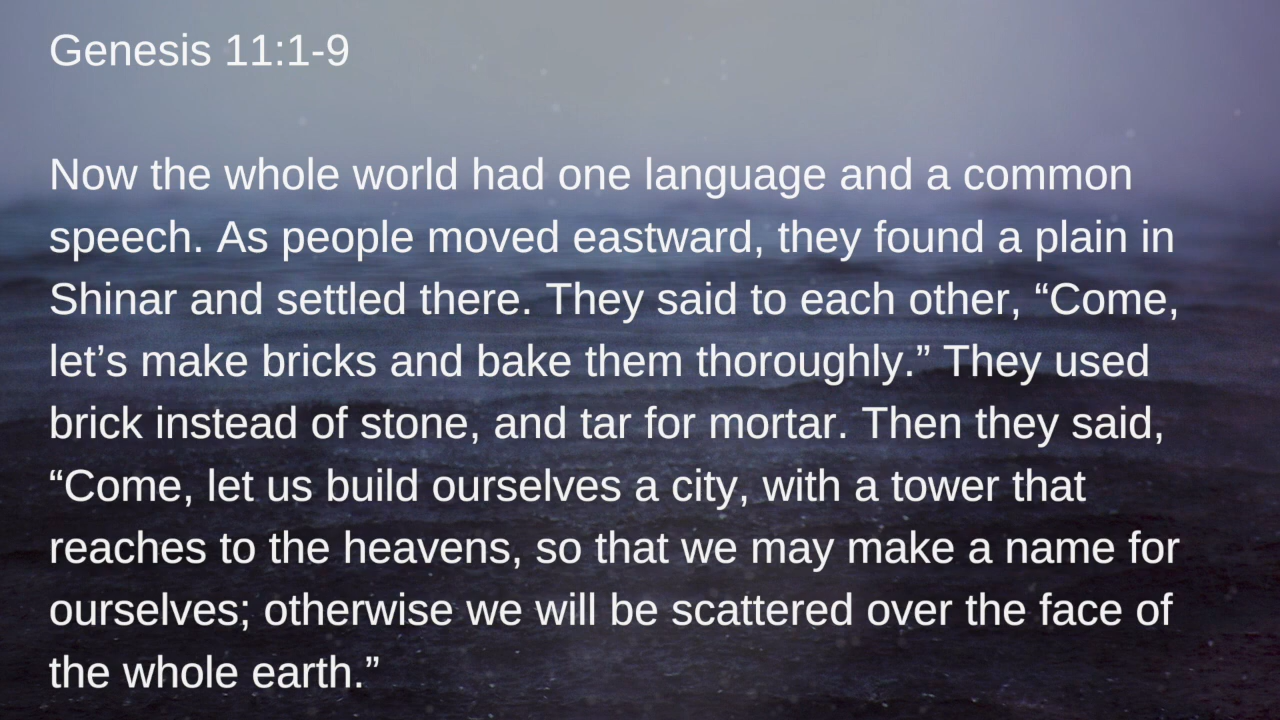 Genesis 11:1-9
Now the whole world had one language and a common
speech. As people moved eastward, they found a plain in
Shinar and settled there. They said to each other, “Come,
let’s make bricks and bake them thoroughly.” They used
brick instead of stone, and tar for mortar. Then they said,
“Come, let us build ourselves a city, with a tower that
reaches to the heavens, so that we may make a name for
ourselves; otherwise we will be scattered over the face of
the whole earth.”